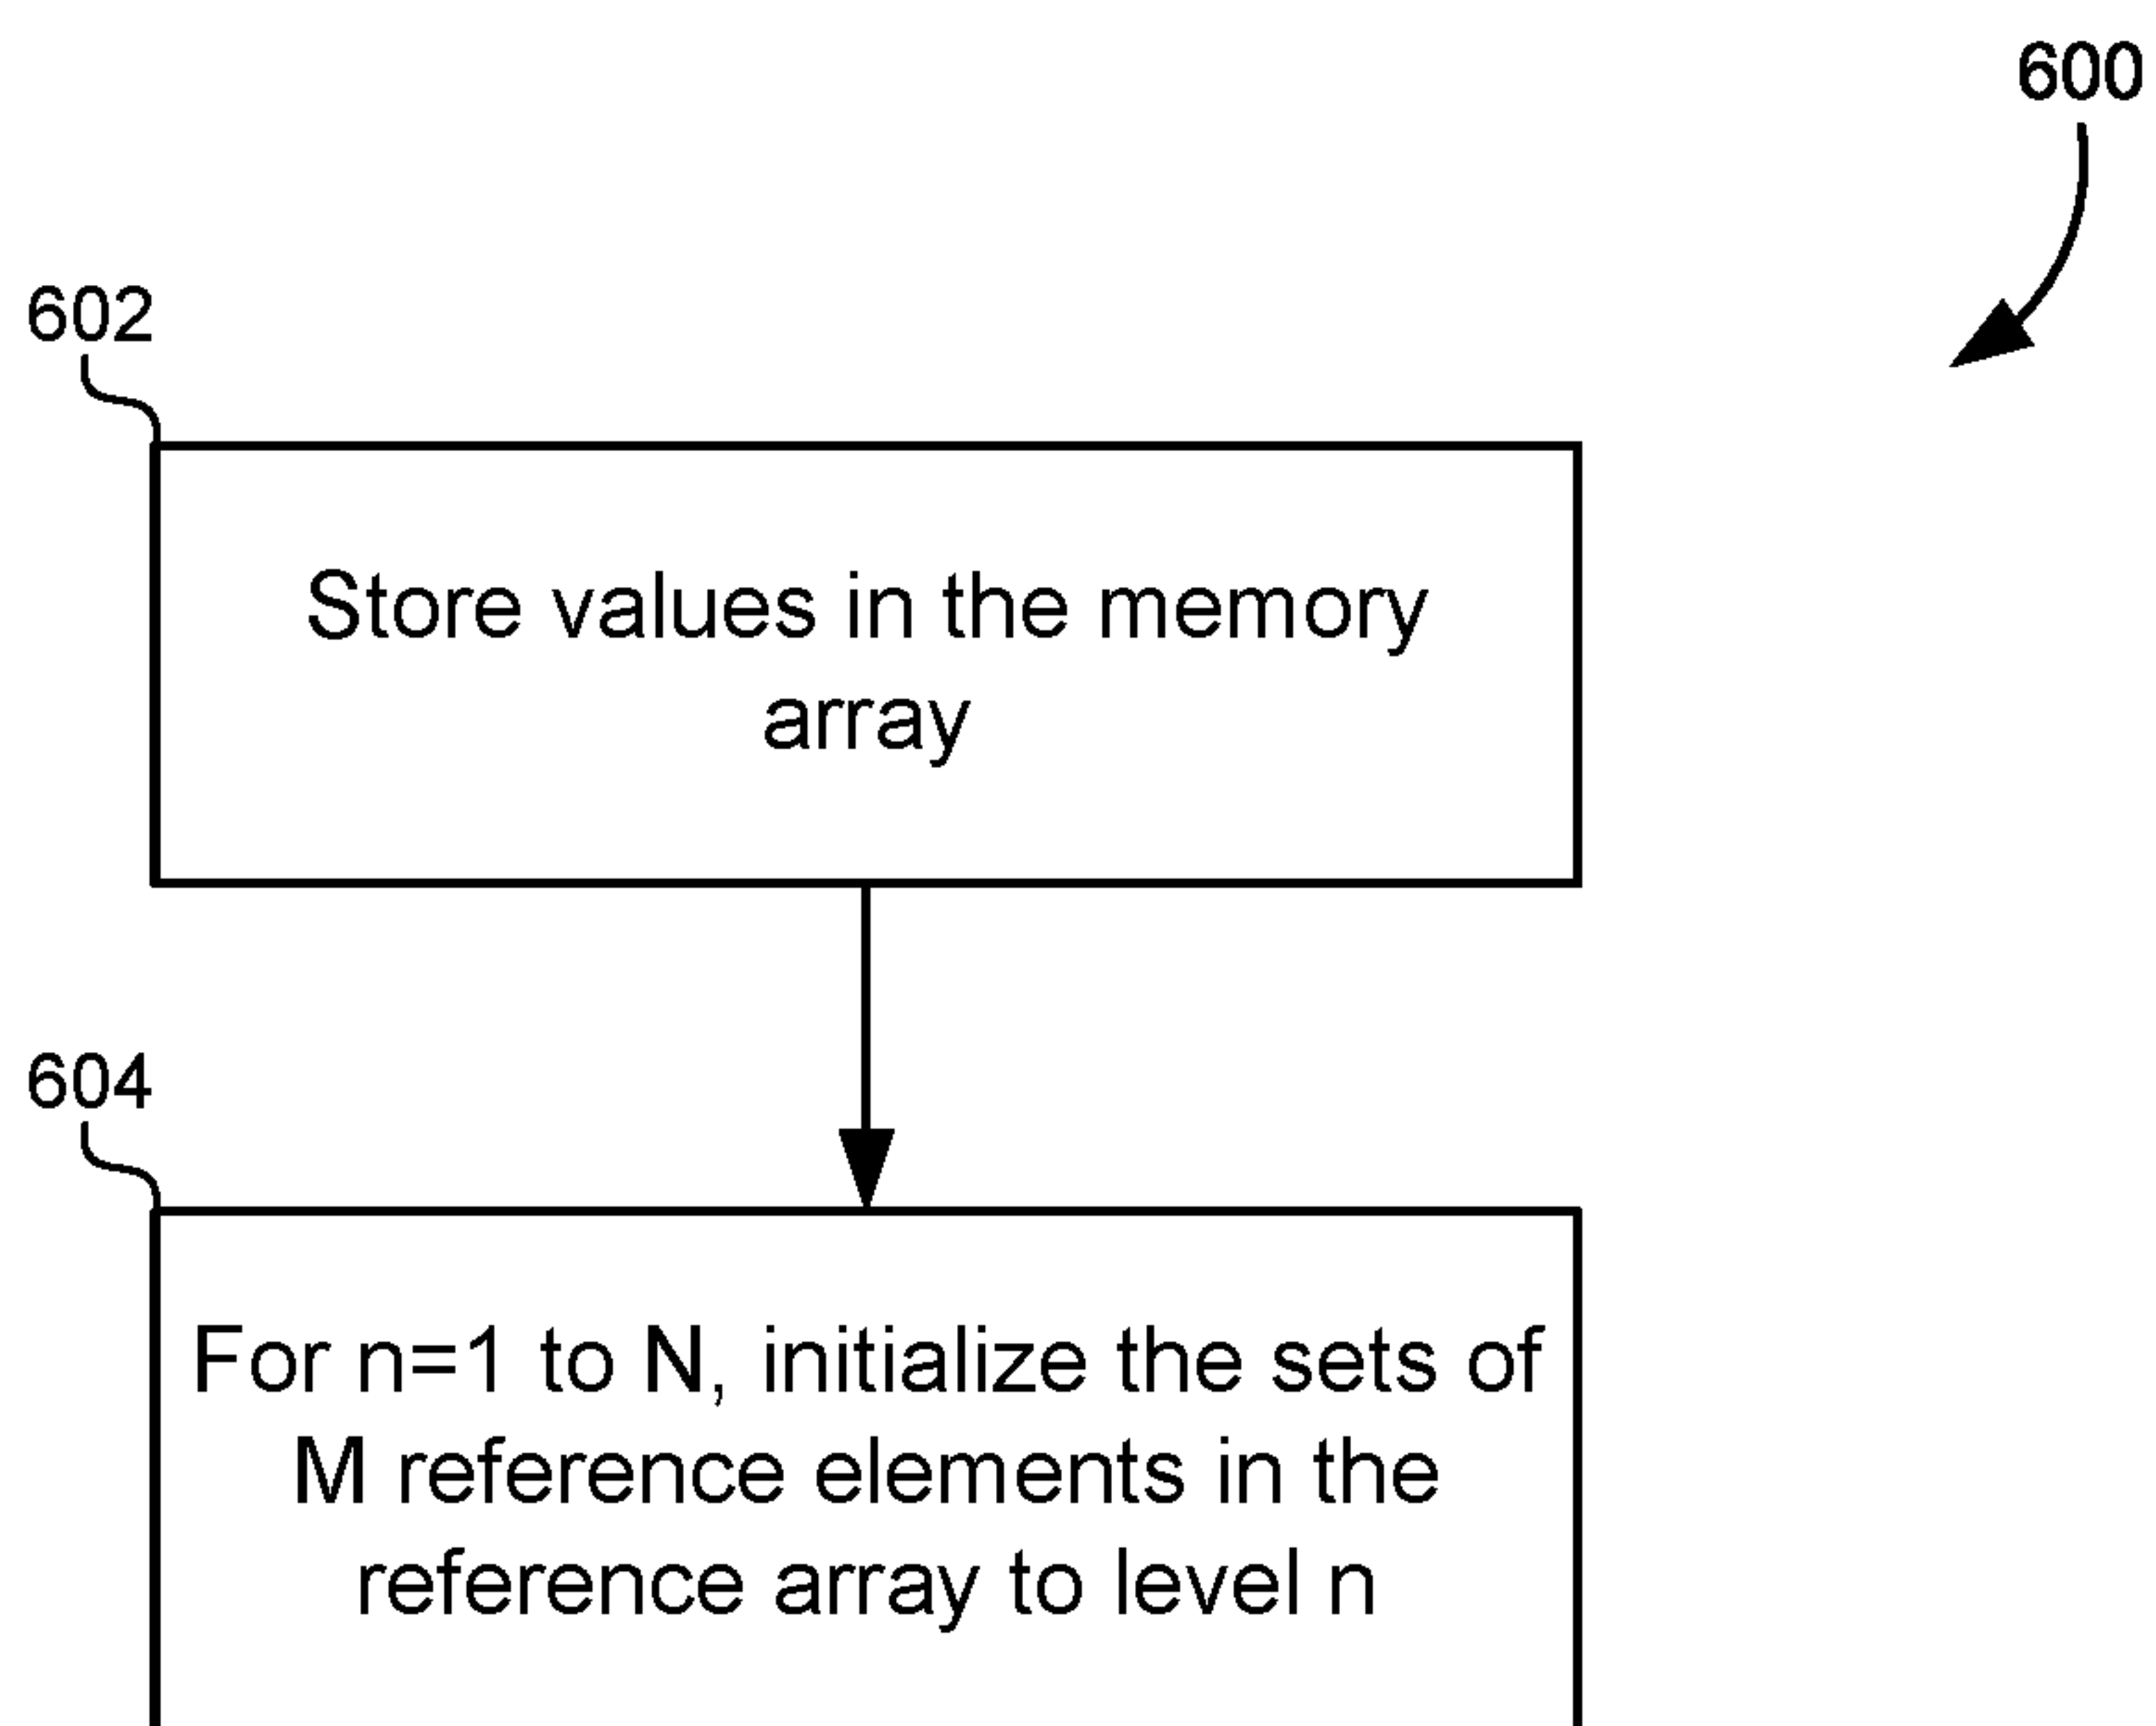 600
602
Store values in the memory
array
604
For n=1 to N, initialize the sets of
M reference elements in the
reference array to level n